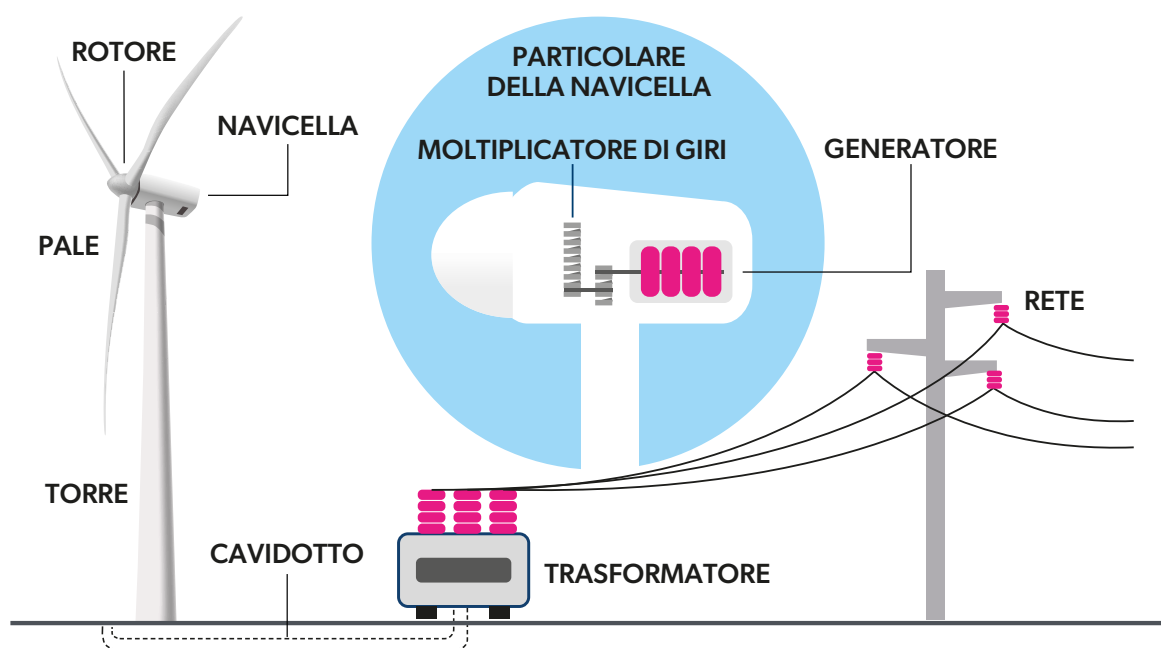 ROTORE
NAVICELLA
PALE
TORRE
PARTICOLARE
DELLA NAVICELLA
MOLTIPLICATORE DI GIRI
GENERATORE
RETE
CAVIDOTTO
TRASFORMATORE